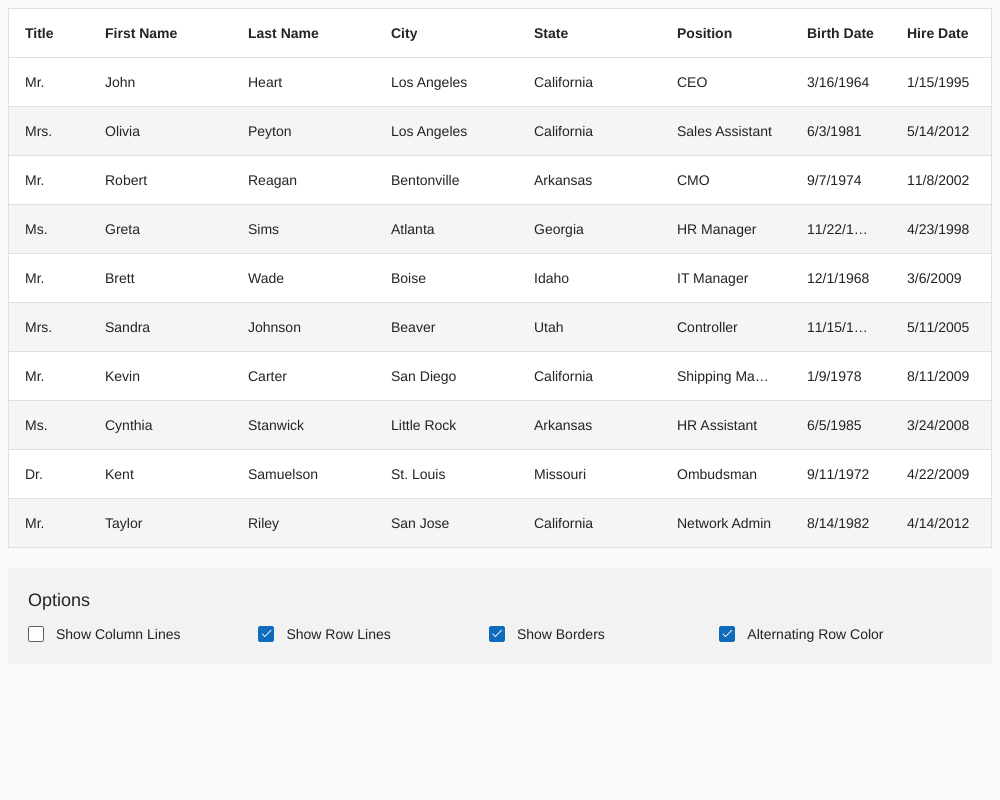 Title First Name Last Name City State Position Birth Date Hire Date
Mr. John Heart Los Angeles California CEO 3/16/1964 1/15/1995
Mrs. Olivia Peyton Los Angeles California Sales Assistant 6/3/1981 5/14/2012
Mr. Robert Reagan Bentonville Arkansas CMO 9/7/1974 11/8/2002
Ms. Greta Sims Atlanta Georgia HR Manager 11/22/1… 4/23/1998
Mr. Brett Wade Boise Idaho IT Manager 12/1/1968 3/6/2009
Mrs. Sandra Johnson Beaver Utah Controller 11/15/1… 5/11/2005
Mr. Kevin Carter San Diego California Shipping Ma… 1/9/1978 8/11/2009
Ms. Cynthia Stanwick Little Rock Arkansas HR Assistant 6/5/1985 3/24/2008
Dr. Kent Samuelson St. Louis Missouri Ombudsman 9/11/1972 4/22/2009
Mr. Taylor Riley San Jose California Network Admin 8/14/1982 4/14/2012
Options
Show Column Lines Show Row Lines Show Borders Alternating Row Color